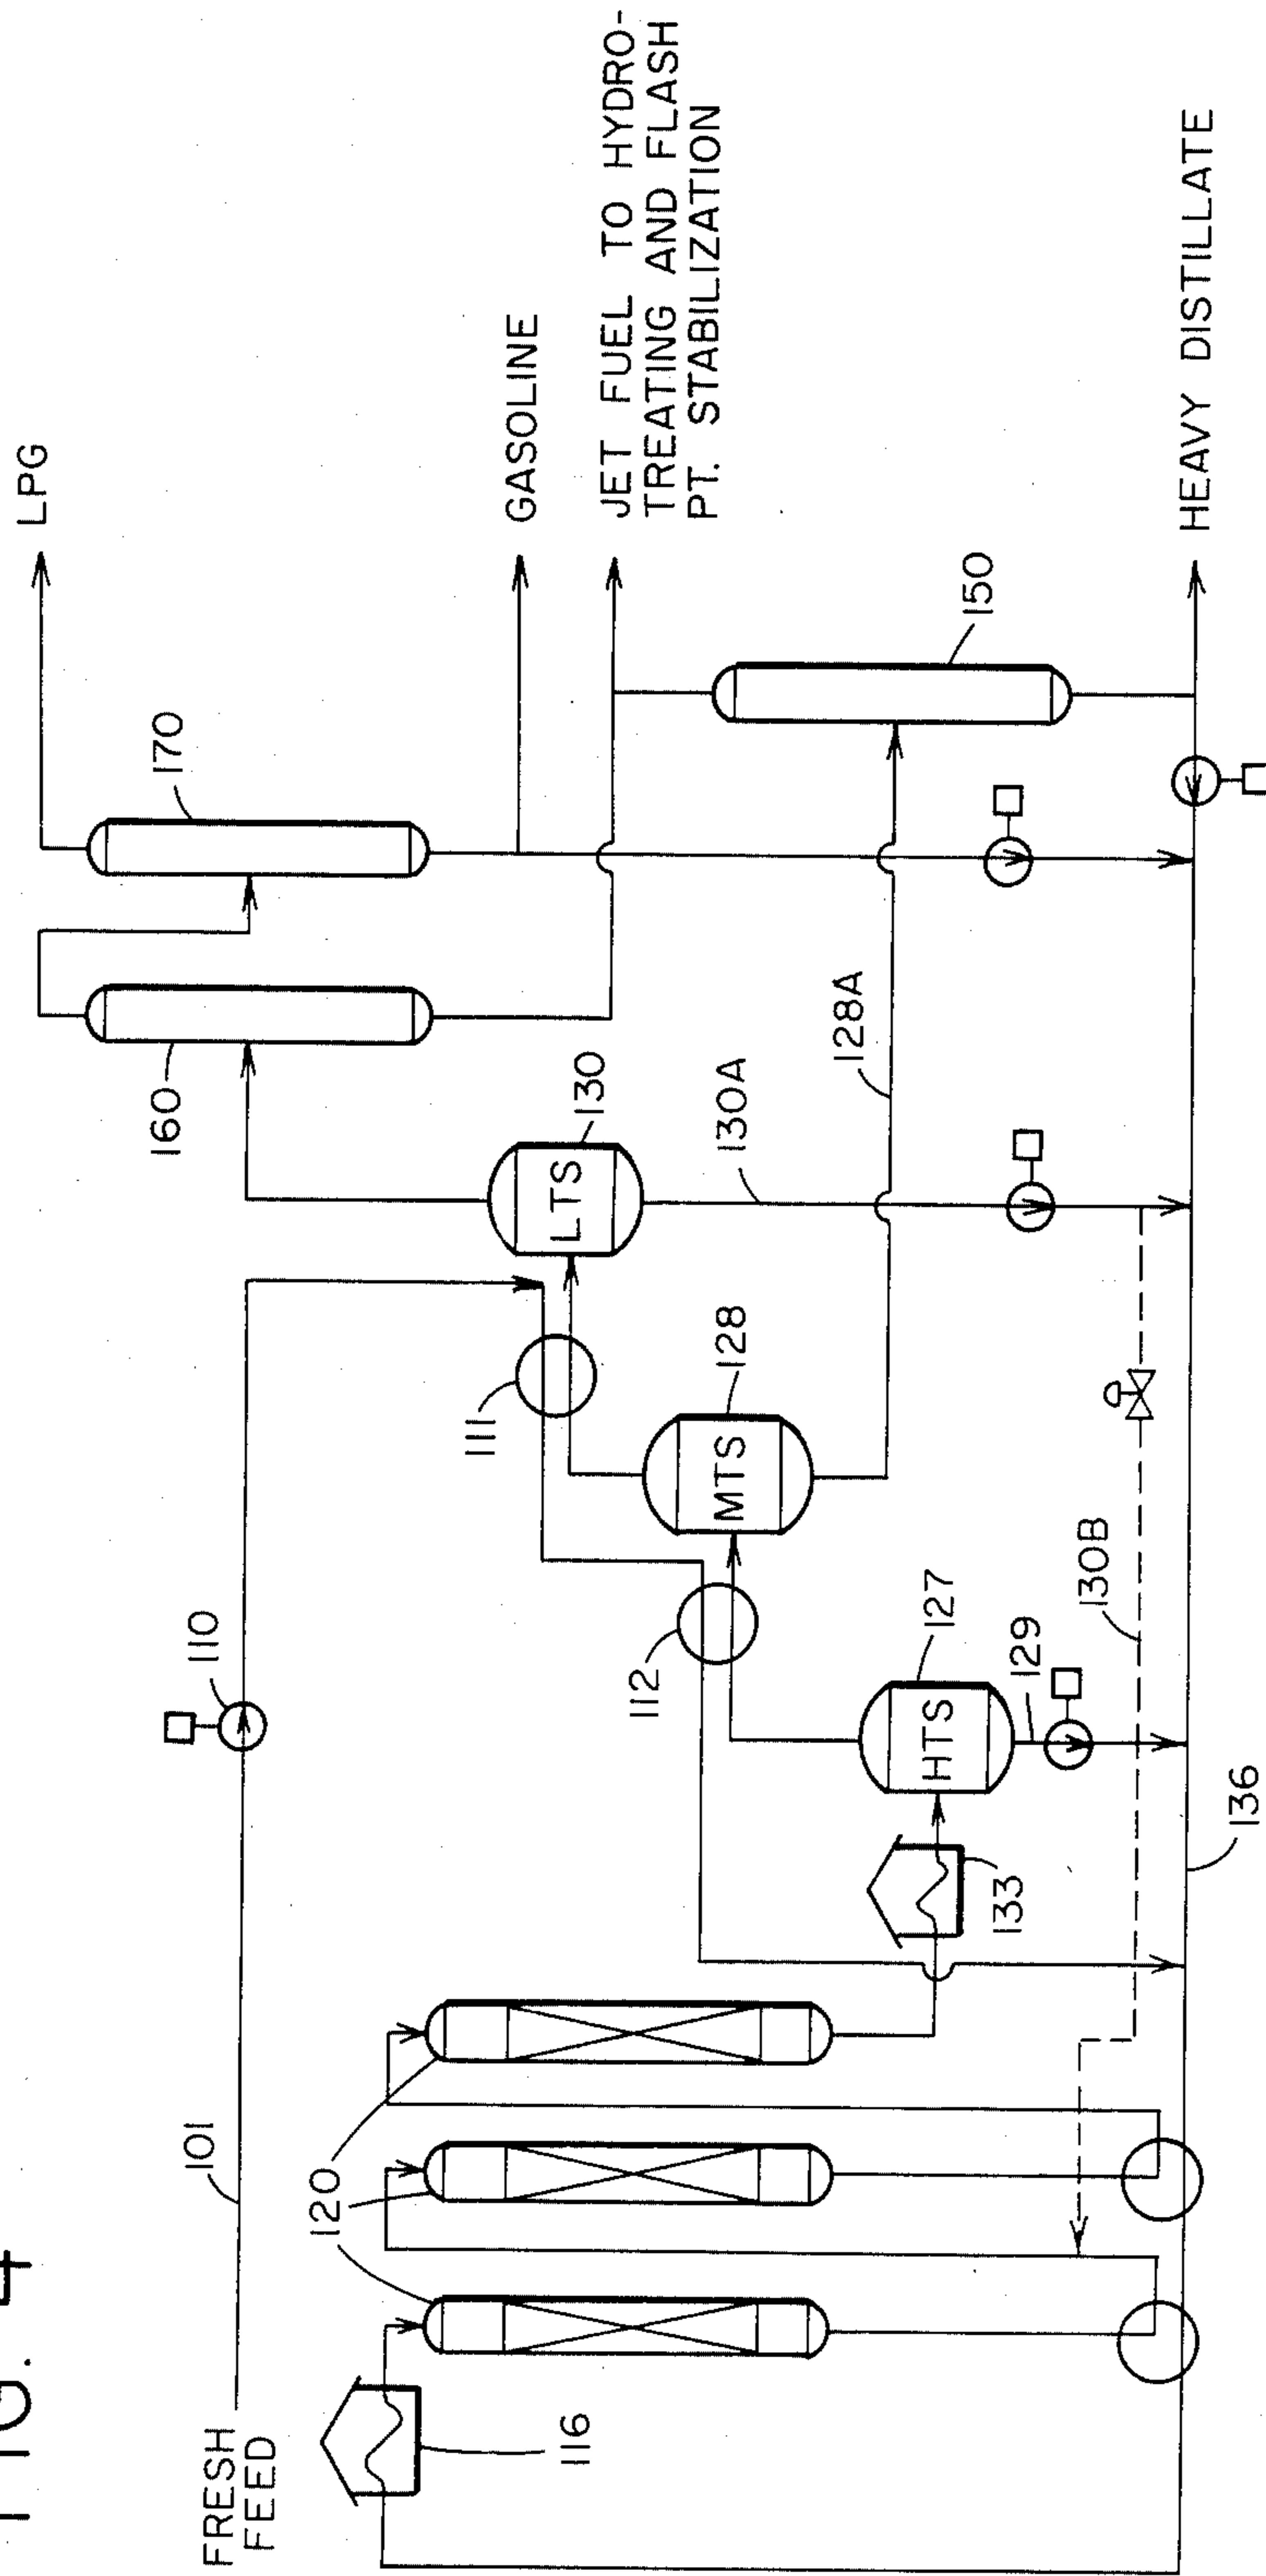 FIG. 4
FRESH
FEED
101
110
116
120
133
HTS
127
129
112
MTS
128
111
LTS
130
130A
130B
128A
136
160
170
150
LPG
GASOLINE
JET FUEL TO HYDRO-
TREATING AND FLASH
PT. STABILIZATION
HEAVY DISTILLATE